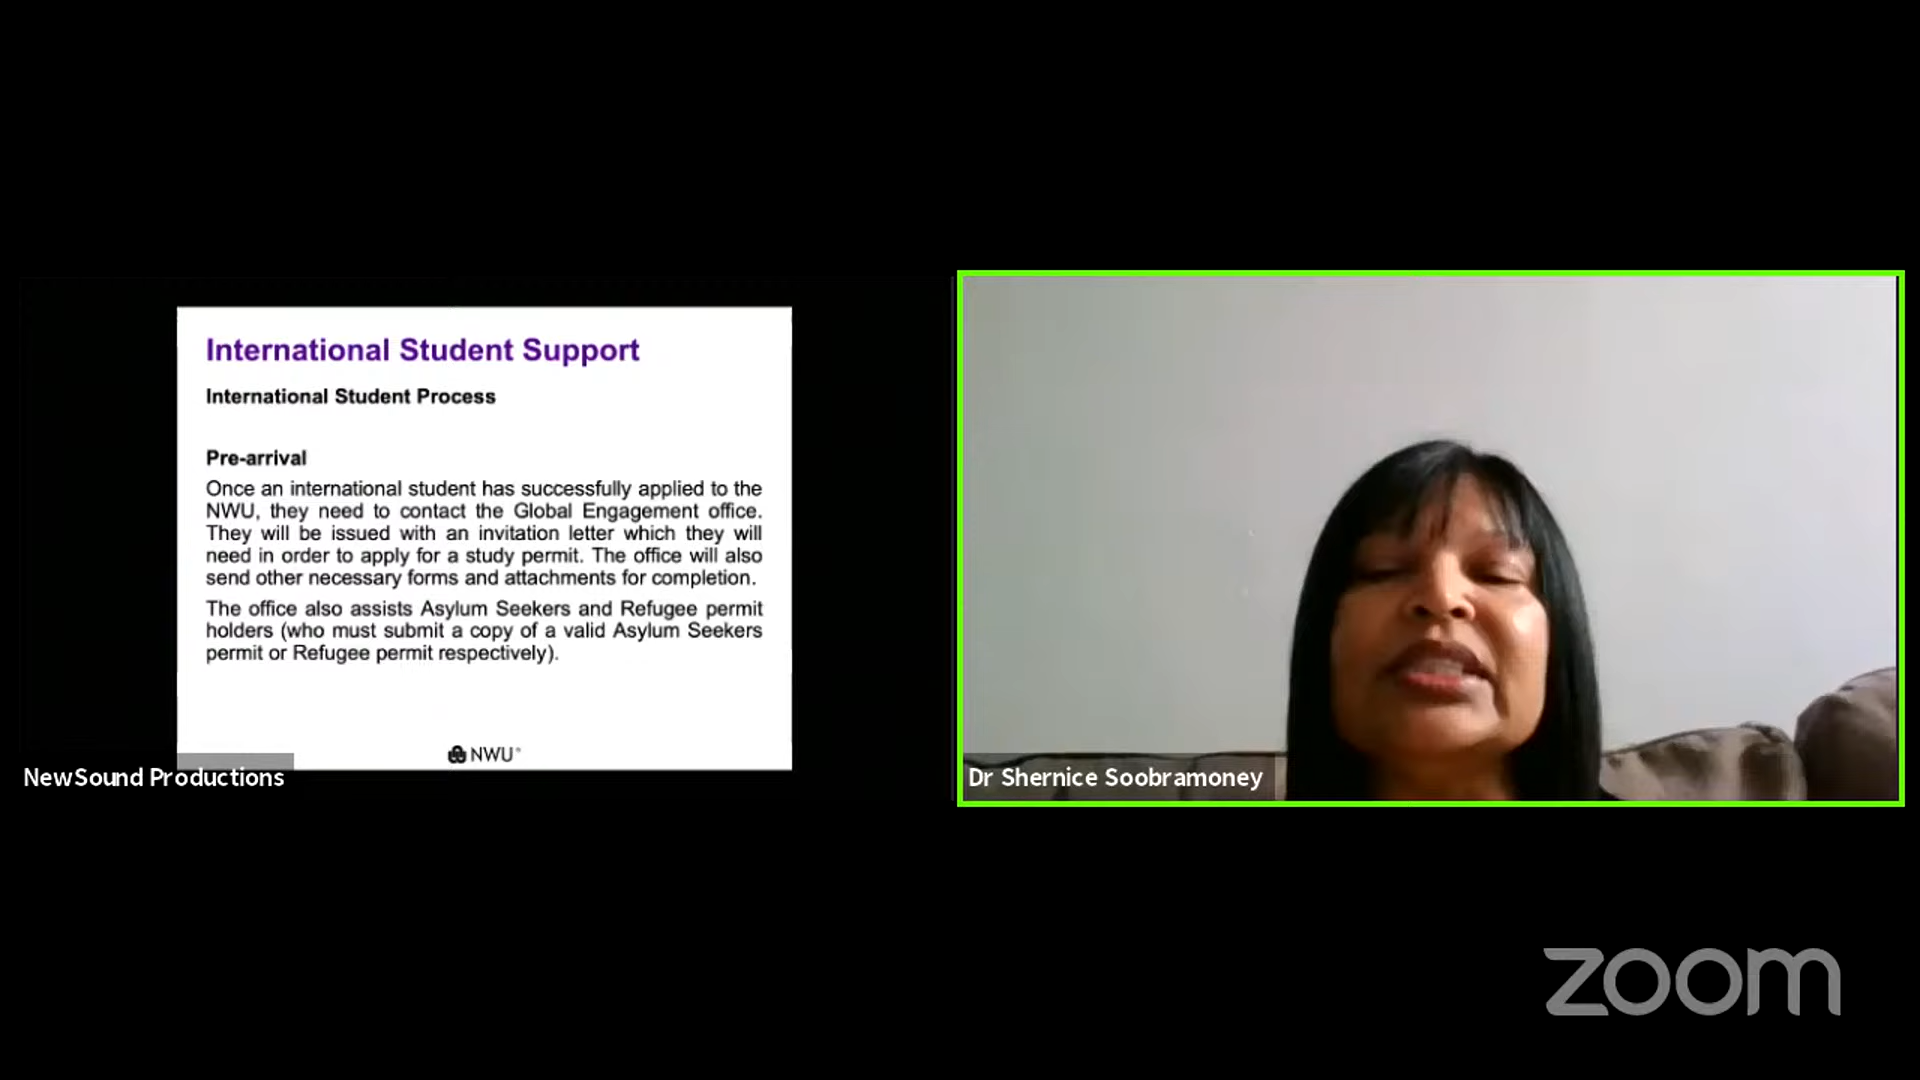 International Student Support
International Student Process
Pre-arrival
Once an international student has successfully applied to the
NWU, they need to contact the Global Engagement office.
They will be issued with an invitation letter which they will
need in order to apply for a study permit. The office will also
send other necessary forms and attachments for completion.
The office also assists Asylum Seekers and Refugee permit
holders (who must submit a copy of a valid Asylum Seekers
permit or Refugee permit respectively).
NWU®
NewSound Productions
Dr Shernice Soobramoney
zoom